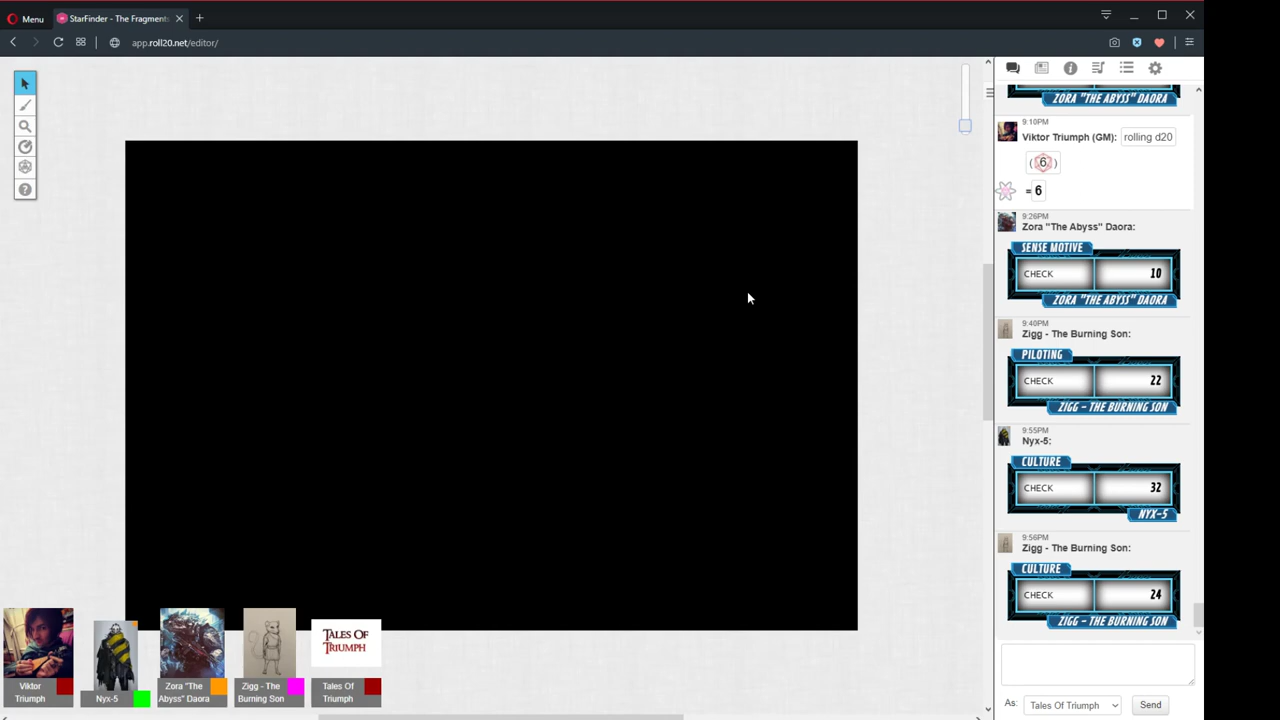 Menu
StarFinder - The Fragments
app.roll20.net/editor/
ZORA "THE ABYSS" DAORA
9:10PM
Viktor Triumph (GM): rolling d20
( 6 )
= 6
9:26PM
Zora "The Abyss" Daora:
SENSE MOTIVE
CHECK 10
ZORA "THE ABYSS" DAORA
9:40PM
Zigg - The Burning Son:
PILOTING
CHECK 22
ZIGG - THE BURNING SON
9:55PM
Nyx-5:
CULTURE
CHECK 32
NYX-5
9:56PM
Zigg - The Burning Son:
CULTURE
CHECK 24
ZIGG - THE BURNING SON
TALES OF
TRIUMPH
Viktor
Triumph
Nyx-5
Zora "The
Abyss" Daora
Zigg - The
Burning Son
Tales Of
Triumph
As: Tales Of Triumph Send